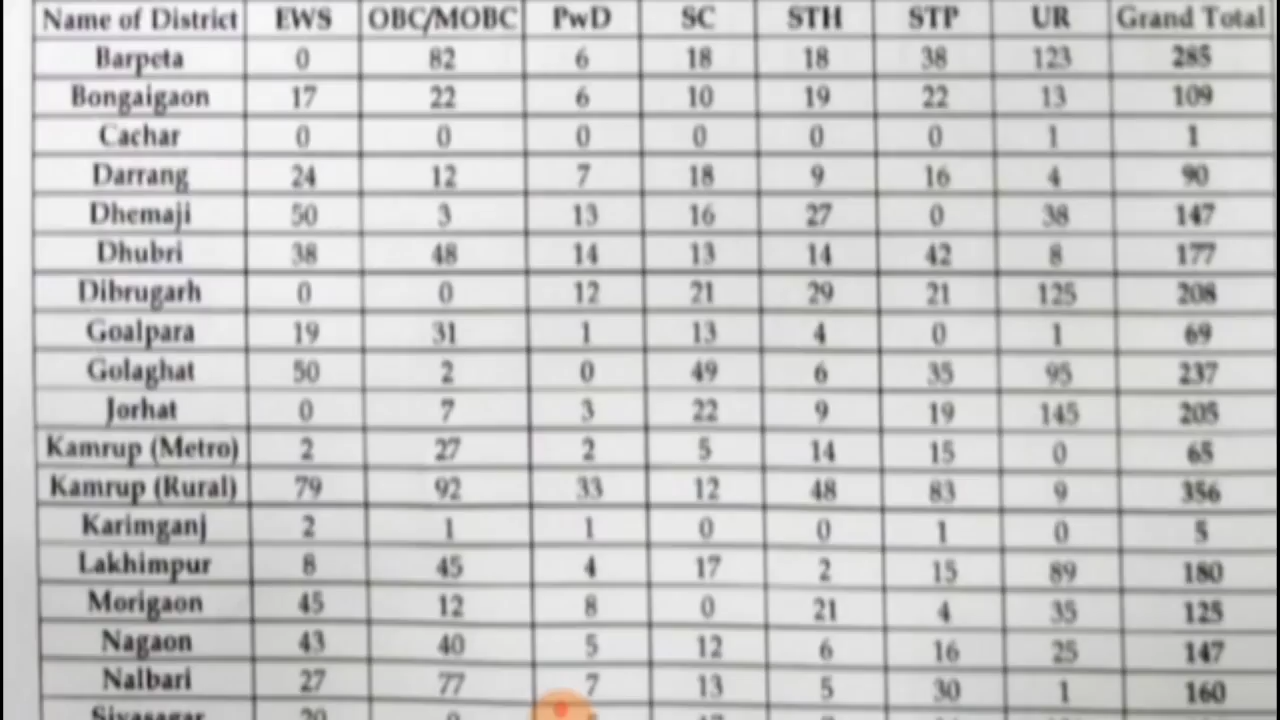 Name of District EWS OBC/MOBC PwD SC STH STP UR Grand Total
Barpeta 0 82 6 18 18 38 123 285
Bongaigaon 17 22 6 10 19 22 13 109
Cachar 0 0 0 0 0 0 1 1
Darrang 24 12 7 18 9 16 4 90
Dhemaji 50 3 13 16 27 0 38 147
Dhubri 38 48 14 13 14 42 8 177
Dibrugarh 0 0 12 21 29 21 125 208
Goalpara 19 31 1 13 4 0 1 69
Golaghat 50 2 0 49 6 35 95 237
Jorhat 0 7 3 22 9 19 145 205
Kamrup (Metro) 2 27 2 5 14 15 0 65
Kamrup (Rural) 79 92 33 12 48 83 9 356
Karimganj 2 1 1 0 0 1 0 5
Lakhimpur 8 45 4 17 2 15 89 180
Morigaon 45 12 8 0 21 4 35 125
Nagaon 43 40 5 12 6 16 25 147
Nalbari 27 77 7 13 5 30 1 160
Sivasagar